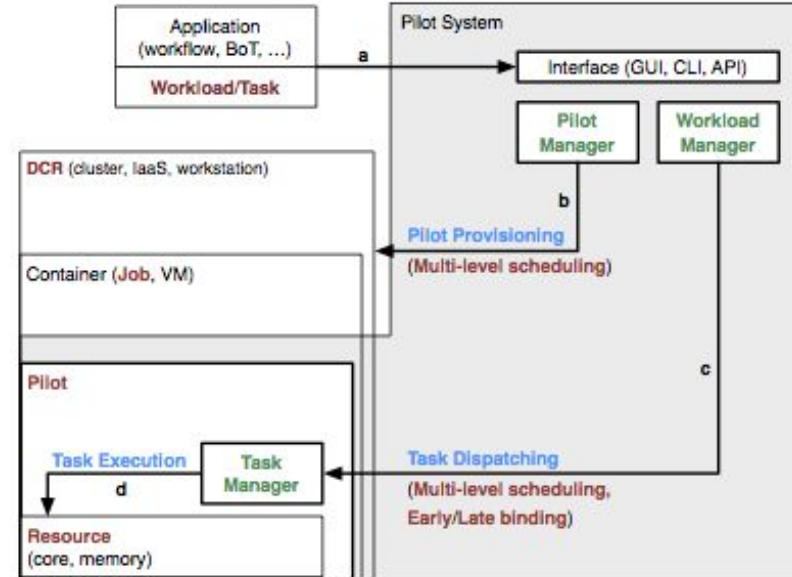 Pilot System
Application
(workflow, BoT, ...)
Workload/Task
a
Interface (GUI, CLI, API)
Pilot
Manager
Workload
Manager
DCR (cluster, IaaS, workstation)
b
Pilot Provisioning
(Multi-level scheduling)
Container (Job, VM)
c
Pilot
Task Execution
d
Task
Manager
Task Dispatching
(Multi-level scheduling,
Early/Late binding)
Resource
(core, memory)